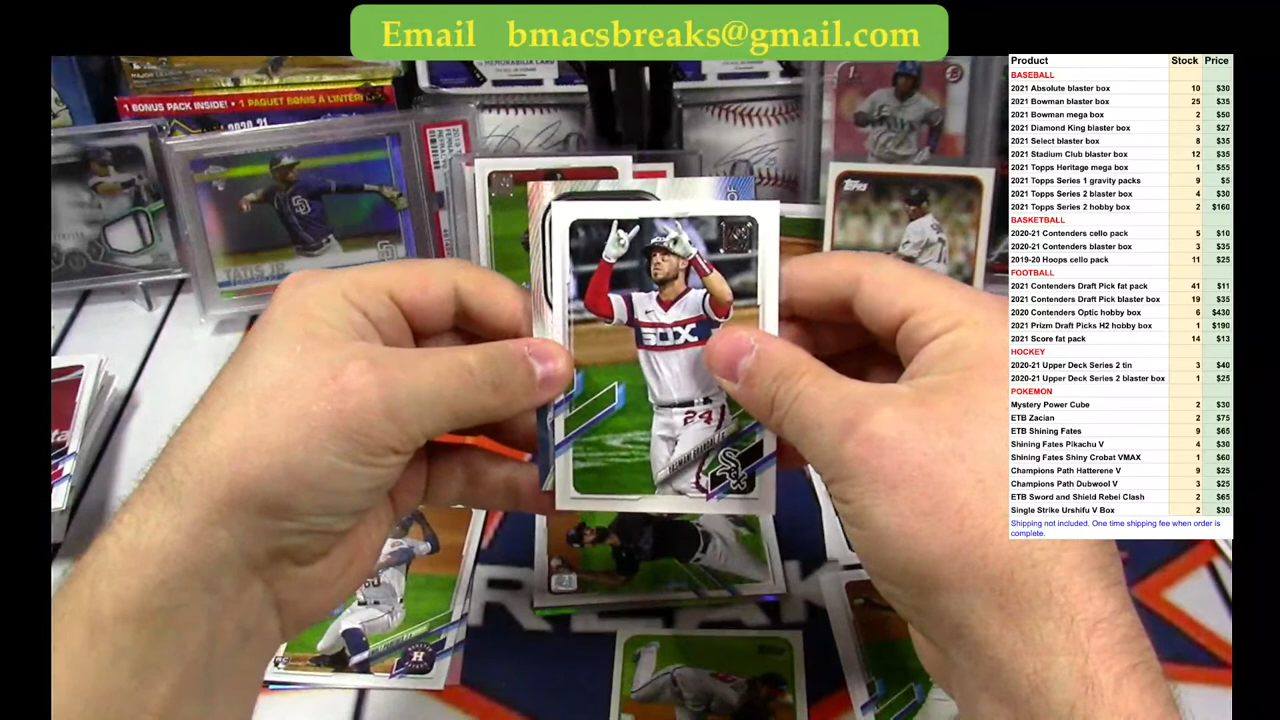 Email bmacsbreaks@gmail.com
MAJOR LEAGUE
1 BONUS PACK INSIDE! • 1 PAQUET BONIS À L'INTÉRI
2020-21
MEMORABILIA CARD
TATIS JR.
Topps
SOX
24
Product Stock Price
BASEBALL
2021 Absolute blaster box 10 $30
2021 Bowman blaster box 25 $35
2021 Bowman mega box 2 $50
2021 Diamond King blaster box 3 $27
2021 Select blaster box 8 $35
2021 Stadium Club blaster box 12 $35
2021 Topps Heritage mega box 1 $55
2021 Topps Series 1 gravity packs 9 $5
2021 Topps Series 2 blaster box 4 $30
2021 Topps Series 2 hobby box 2 $160
BASKETBALL
2020-21 Contenders cello pack 5 $10
2020-21 Contenders blaster box 3 $35
2019-20 Hoops cello pack 11 $25
FOOTBALL
2021 Contenders Draft Pick fat pack 41 $11
2021 Contenders Draft Pick blaster box 19 $35
2020 Contenders Optic hobby box 6 $430
2021 Prizm Draft Picks H2 hobby box 1 $190
2021 Score fat pack 14 $13
HOCKEY
2020-21 Upper Deck Series 2 tin 3 $40
2020-21 Upper Deck Series 2 blaster box 1 $25
POKEMON
Mystery Power Cube 2 $30
ETB Zacian 2 $75
ETB Shining Fates 9 $65
Shining Fates Pikachu V 4 $30
Shining Fates Shiny Crobat VMAX 1 $60
Champions Path Hatterene V 9 $25
Champions Path Dubwool V 3 $25
ETB Sword and Shield Rebel Clash 2 $65
Single Strike Urshifu V Box 2 $30
Shipping not included. One time shipping fee when order is
complete.